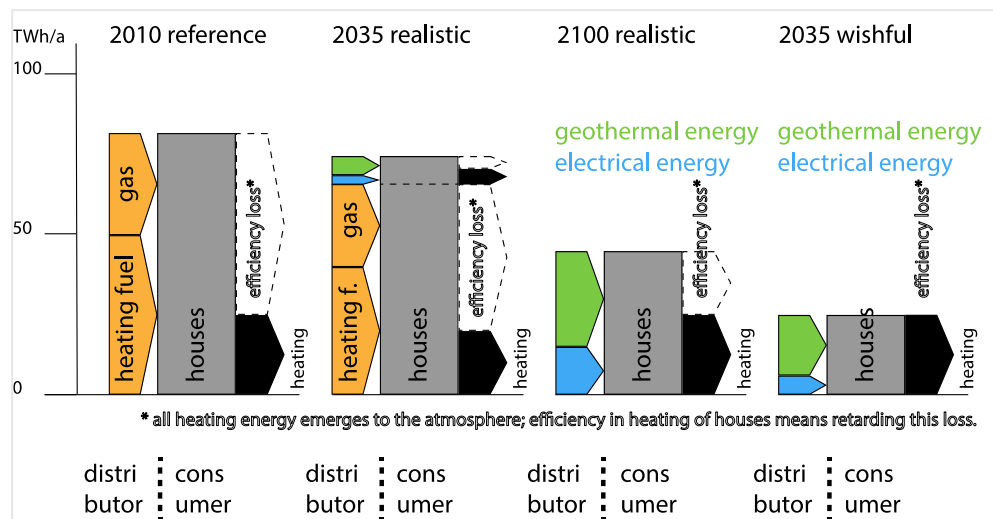 TWh/a
2010 reference
2035 realistic
2100 realistic
2035 wishful
100
50
0
gas
heating fuel
houses
efficiency loss*
heating
gas
heating f.
houses
efficiency loss*
heating
geothermal energy
electrical energy
houses
efficiency loss*
heating
geothermal energy
electrical energy
houses
efficiency loss*
heating
* all heating energy emerges to the atmosphere; efficiency in heating of houses means retarding this loss.
distri cons
butor umer
distri cons
butor umer
distri cons
butor umer
distri cons
butor umer